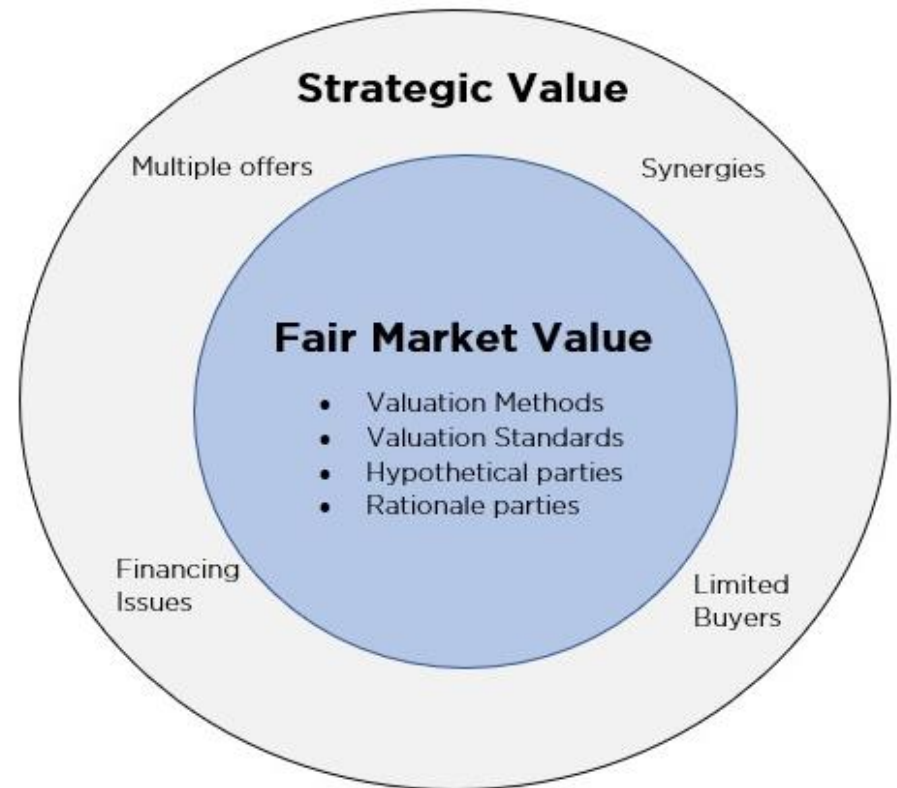 Strategic Value
Multiple offers
Synergies
Fair Market Value
• Valuation Methods
• Valuation Standards
• Hypothetical parties
• Rationale parties
Financing
Issues
Limited
Buyers